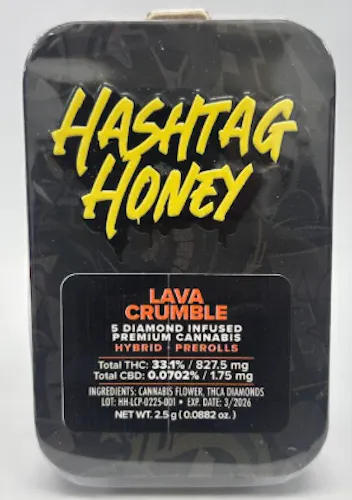 HASHTAG
HONEY
LAVA
CRUMBLE
5 DIAMOND INFUSED
PREMIUM CANNABIS
HYBRID - PREROLLS
Total THC: 33.1% / 827.5 mg
Total CBD: 0.0702% / 1.75 mg
INGREDIENTS: CANNABIS FLOWER, THCA DIAMONDS
LOT: HH-LCP-0225-001 • EXP. DATE: 3/2026
NET WT. 2.5g (0.0882 oz.)